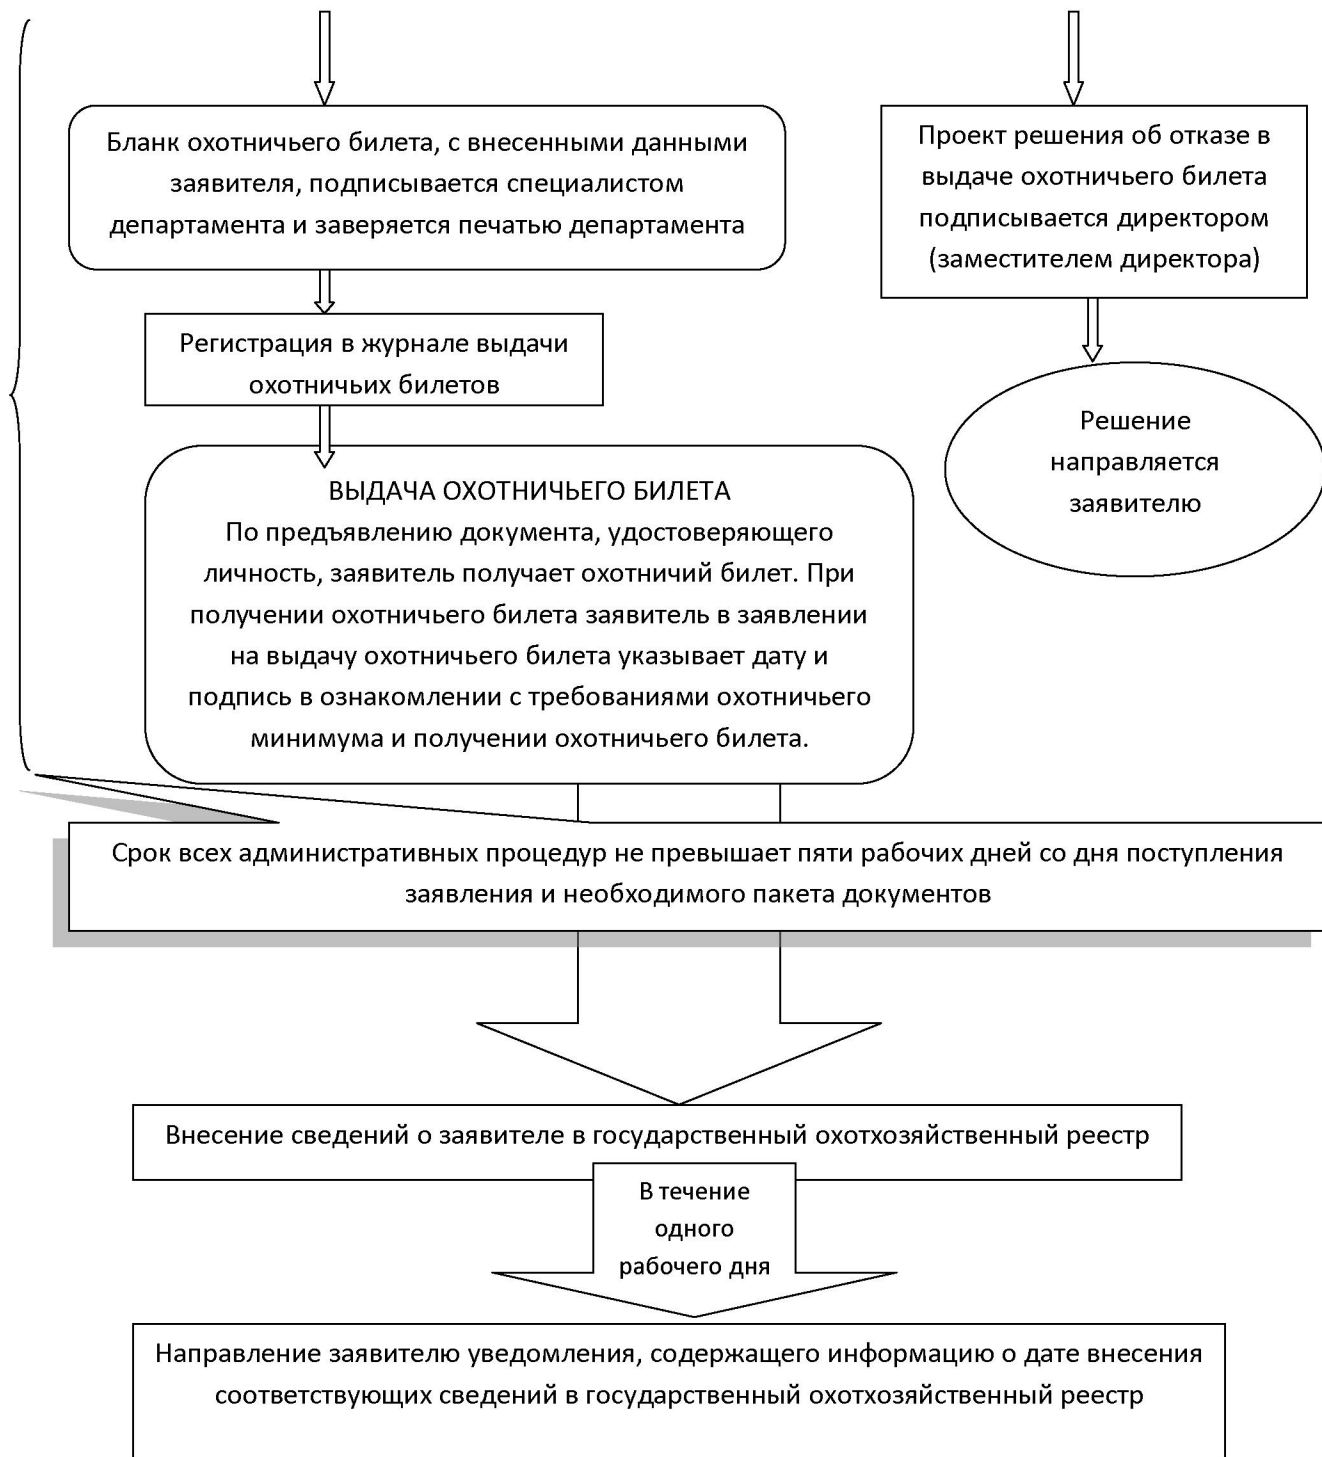 Бланк охотничьего билета, с внесенными данными
заявителя, подписывается специалистом
департамента и заверяется печатью департамента
Проект решения об отказе в
выдаче охотничьего билета
подписывается директором
(заместителем директора)
Регистрация в журнале выдачи
охотничьих билетов
Решение
направляется
заявителю
ВЫДАЧА ОХОТНИЧЬЕГО БИЛЕТА
По предъявлению документа, удостоверяющего
личность, заявитель получает охотничий билет. При
получении охотничьего билета заявитель в заявлении
на выдачу охотничьего билета указывает дату и
подпись в ознакомлении с требованиями охотничьего
минимума и получении охотничьего билета.
Срок всех административных процедур не превышает пяти рабочих дней со дня поступления
заявления и необходимого пакета документов
Внесение сведений о заявителе в государственный охотхозяйственный реестр
В течение
одного
рабочего дня
Направление заявителю уведомления, содержащего информацию о дате внесения
соответствующих сведений в государственный охотхозяйственный реестр